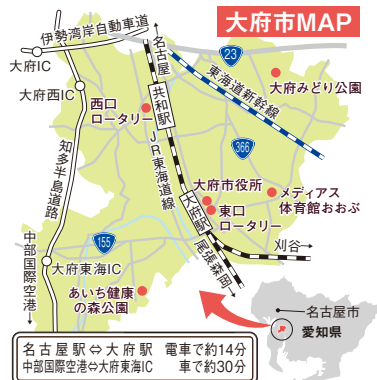 大府市MAP
伊勢湾岸自動車道
名古屋
23
大府IC
東海道新幹線
大府みどり公園
大府西IC
西口
ロータリー
共和駅
JR東海道線
366
知多半島道路
大府市役所
メディアス
体育館おおぶ
大府駅
東口
ロータリー
155
刈谷
尾張森岡
大府東海IC
中部国際空港
あいち健康
の森公園
名古屋市
愛知県
名古屋駅⇔大府駅 電車で約14分
中部国際空港⇔大府東海IC 車で約30分